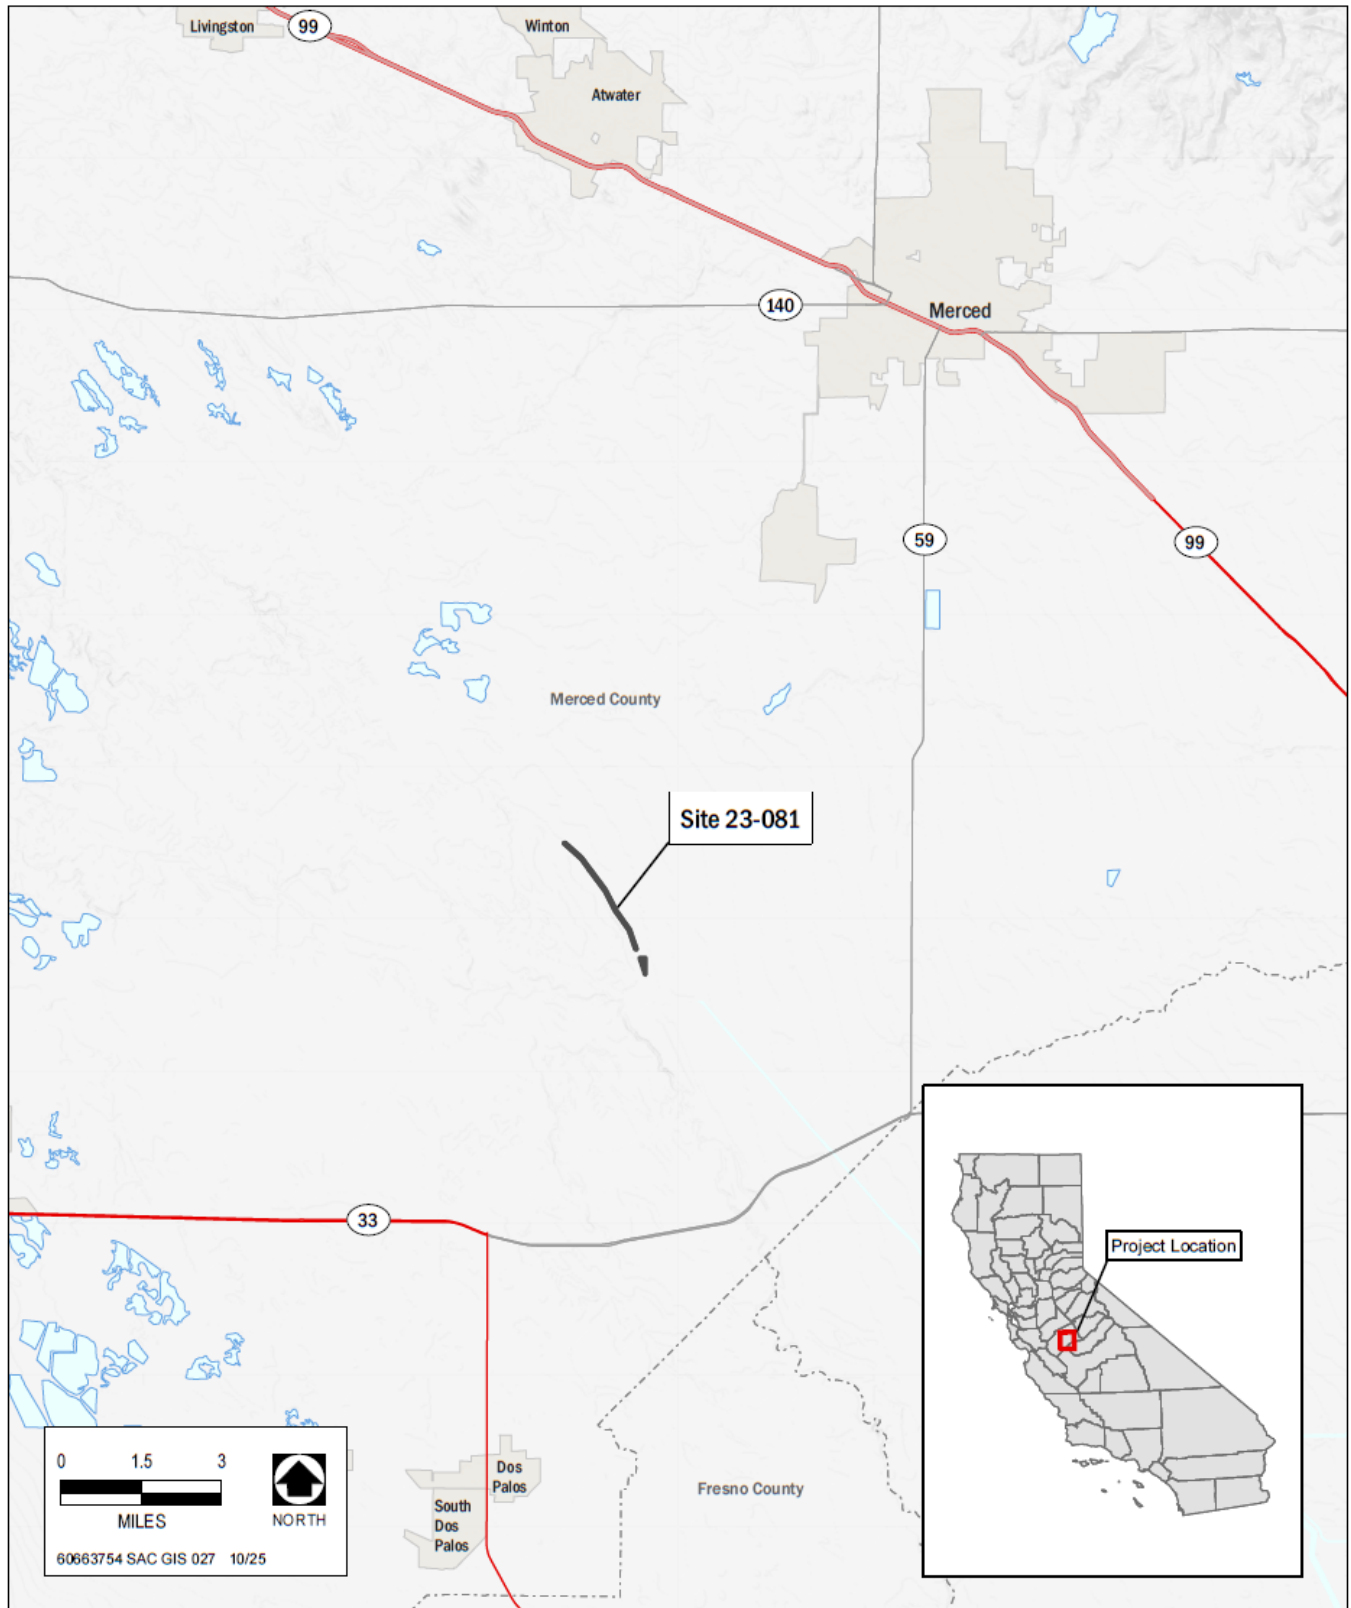 Livingston
99
Winton
Atwater
140
Merced
59
99
Merced County
Site 23-081
33
Project Location
0 1.5 3
MILES
NORTH
60663754 SAC GIS 027 10/25
Dos
Palos
South
Dos
Palos
Fresno County